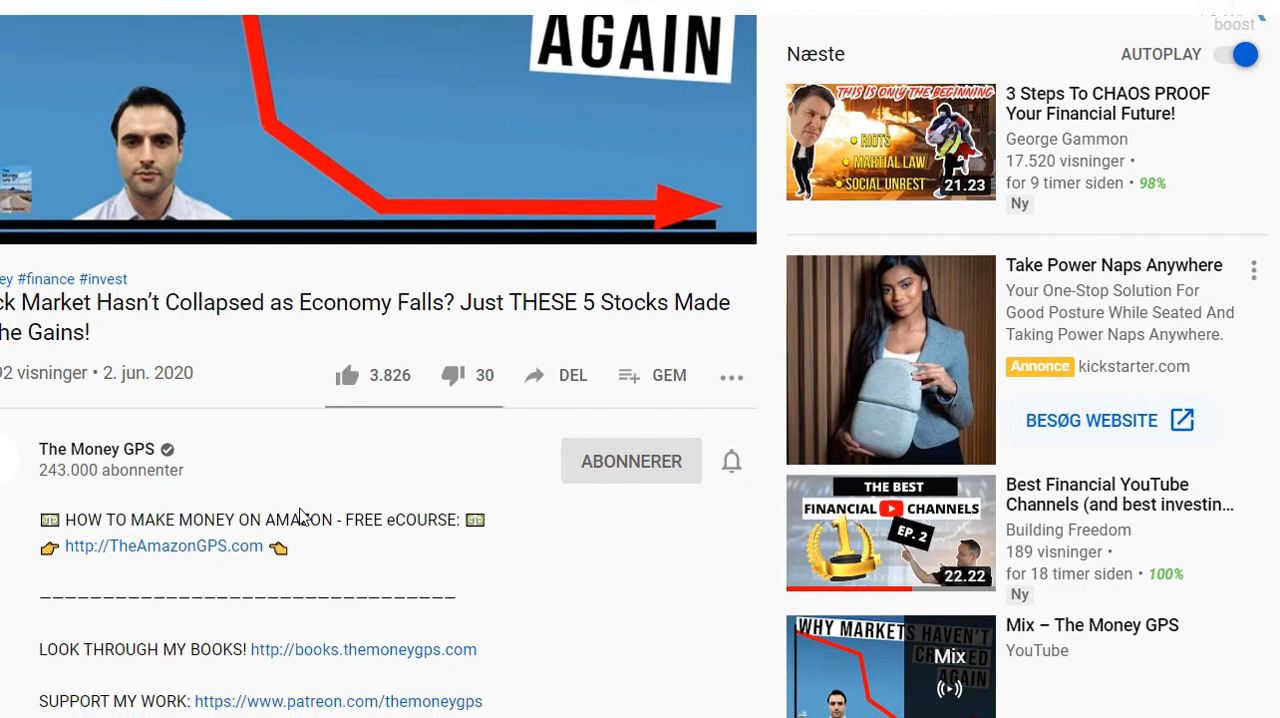 AGAIN
boost
Næste
AUTOPLAY
THIS IS ONLY THE BEGINNING
RIOTS
MARTIAL LAW
SOCIAL UNREST
21.23
3 Steps To CHAOS PROOF
Your Financial Future!
George Gammon
17.520 visninger •
for 9 timer siden • 98%
Ny
ey #finance #invest
ck Market Hasn’t Collapsed as Economy Falls? Just THESE 5 Stocks Made
he Gains!
92 visninger • 2. jun. 2020
3.826
30
DEL
GEM
Take Power Naps Anywhere
Your One-Stop Solution For
Good Posture While Seated And
Taking Power Naps Anywhere.
Annonce kickstarter.com
BESØG WEBSITE
The Money GPS
243.000 abonnenter
ABONNERER
HOW TO MAKE MONEY ON AMAZON - FREE eCOURSE:
http://TheAmazonGPS.com
THE BEST
FINANCIAL CHANNELS
EP. 2
22.22
Best Financial YouTube
Channels (and best investin...
Building Freedom
189 visninger •
for 18 timer siden • 100%
Ny
LOOK THROUGH MY BOOKS! http://books.themoneygps.com
SUPPORT MY WORK: https://www.patreon.com/themoneygps
WHY MARKETS HAVEN'T
AGAIN
Mix
Mix – The Money GPS
YouTube